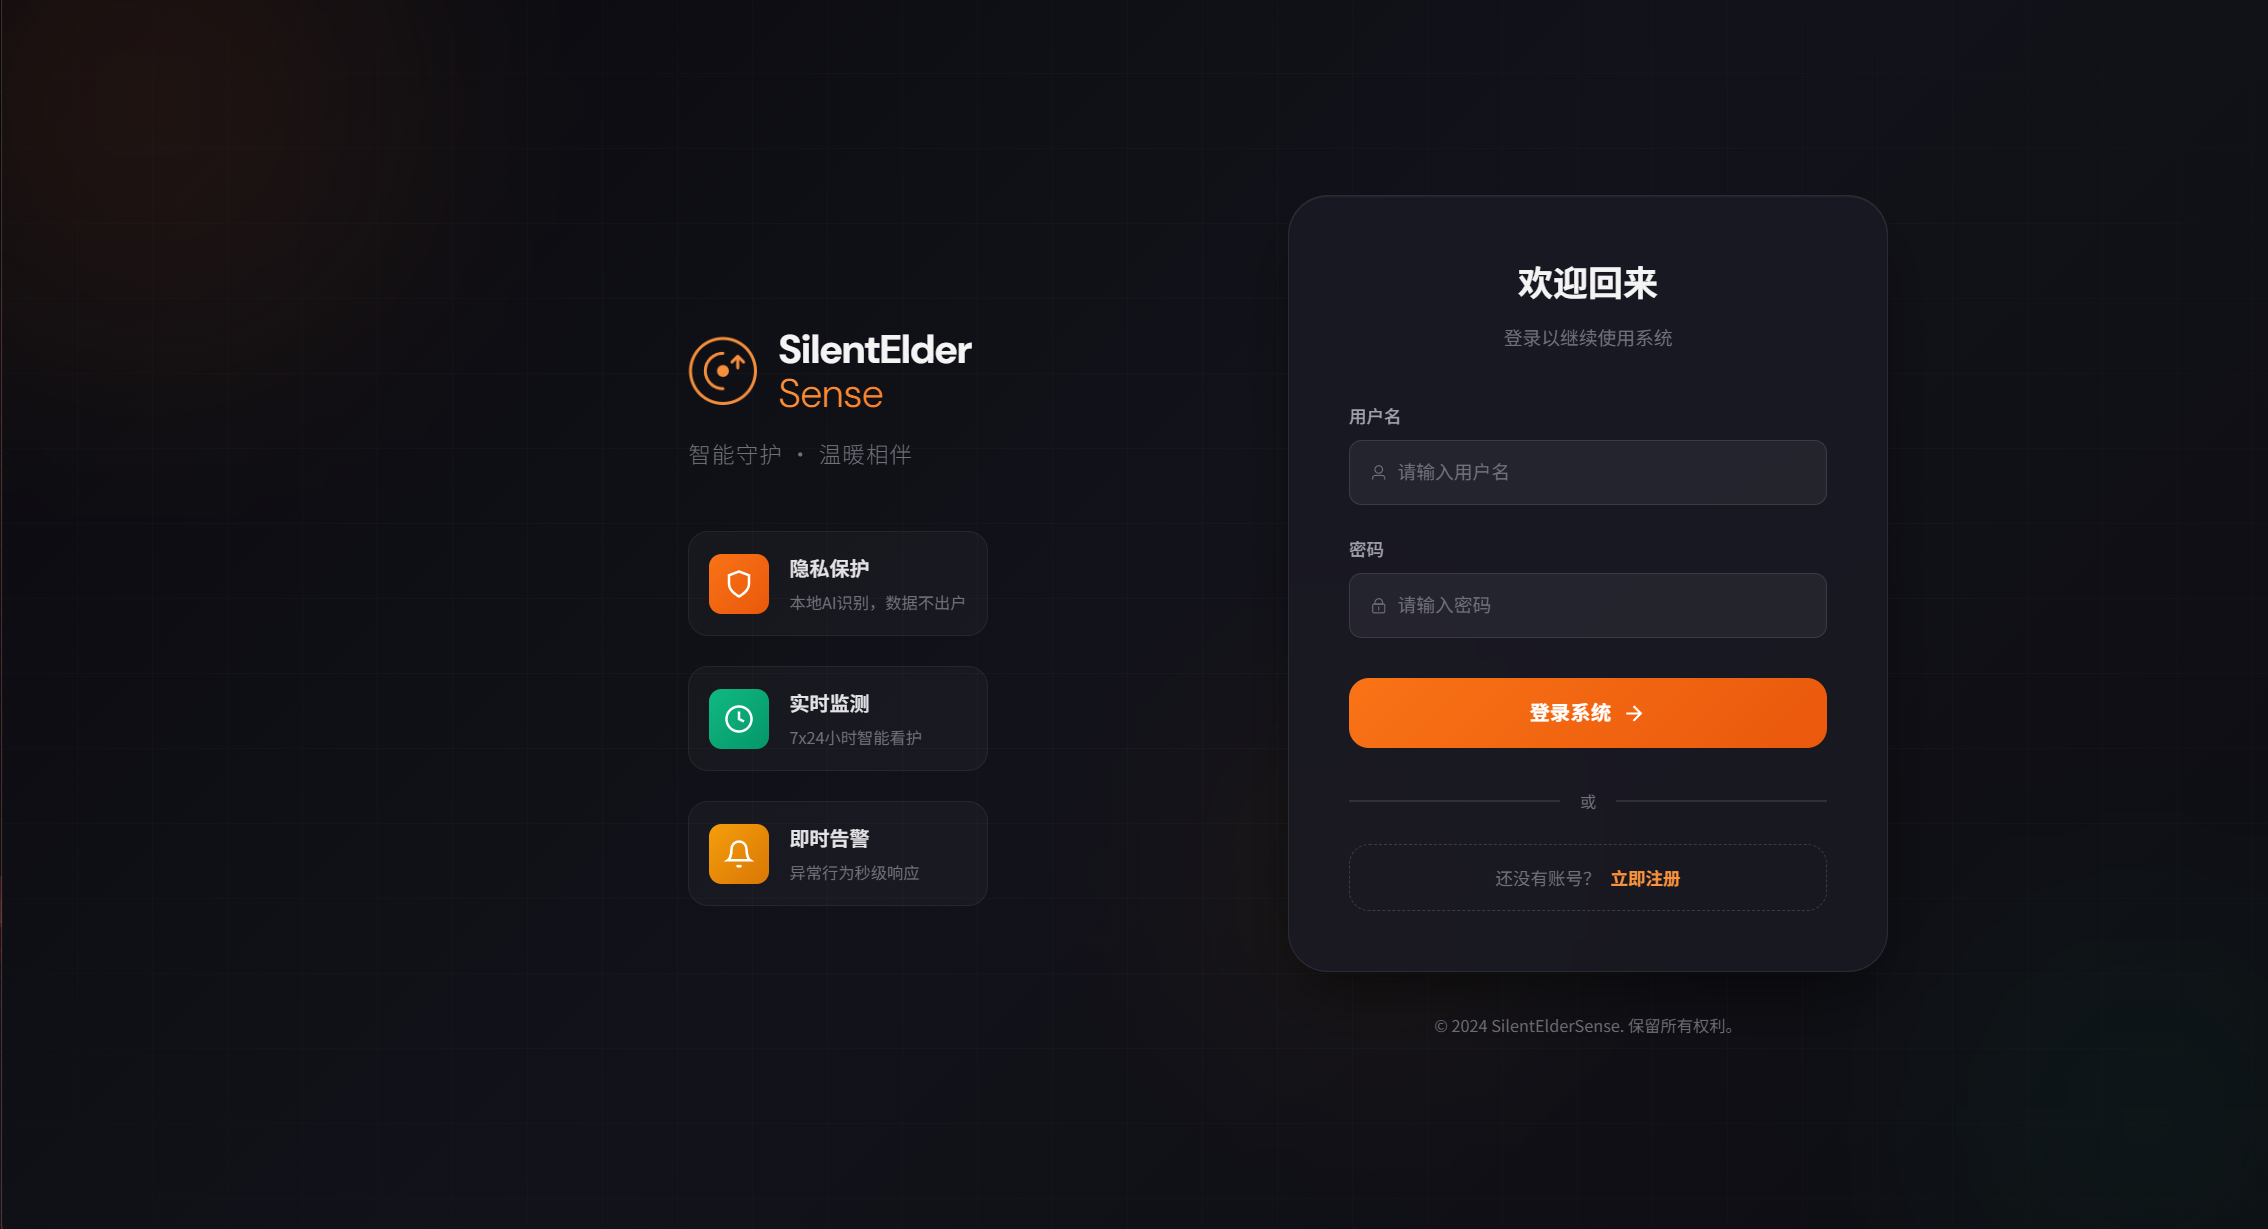 SilentElder
Sense
智能守护 · 温暖相伴
隐私保护
本地AI识别，数据不出户
实时监测
7x24小时智能看护
即时告警
异常行为秒级响应
欢迎回来
登录以继续使用系统
用户名
请输入用户名
密码
请输入密码
登录系统 →
或
还没有账号？ 立即注册
© 2024 SilentElderSense. 保留所有权利。